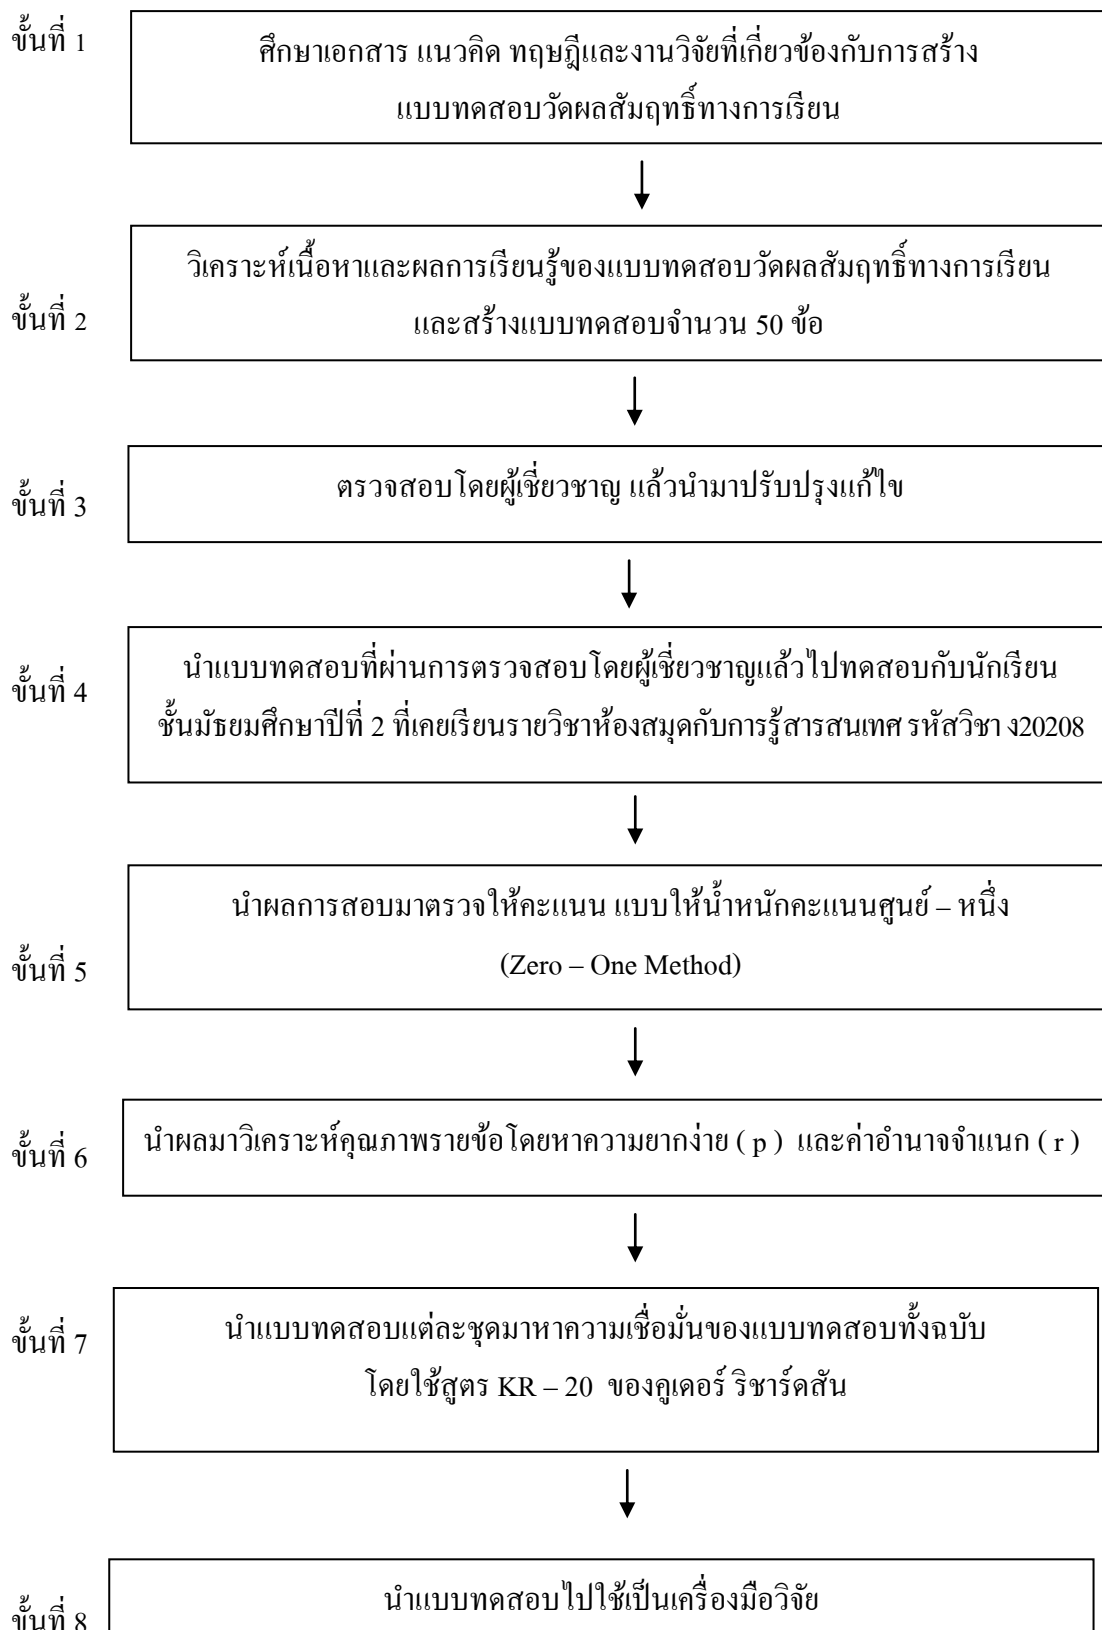 ขั้นที่ 1
ศึกษาเอกสาร แนวคิด ทฤษฎีและงานวิจัยที่เกี่ยวข้องกับการสร้าง
แบบทดสอบวัดผลสัมฤทธิ์ทางการเรียน
วิเคราะห์เนื้อหาและผลการเรียนรู้ของแบบทดสอบวัดผลสัมฤทธิ์ทางการเรียน
ขั้นที่ 2
และสร้างแบบทดสอบจำนวน 50 ข้อ
ขั้นที่ 3
ตรวจสอบโดยผู้เชี่ยวชาญ แล้วนำมาปรับปรุงแก้ไข
ขั้นที่ 4
นำแบบทดสอบที่ผ่านการตรวจสอบโดยผู้เชี่ยวชาญแล้วไปทดสอบกับนักเรียน
ชั้นมัธยมศึกษาปีที่ 2 ที่เคยเรียนรายวิชาห้องสมุดกับการรู้สารสนเทศ รหัสวิชา ง20208
นำผลการสอบมาตรวจให้คะแนน แบบให้น้ำหนักคะแนนศูนย์ – หนึ่ง
(Zero – One Method)
ขั้นที่ 5
ขั้นที่ 6
นำผลมาวิเคราะห์คุณภาพรายข้อโดยหาความยากง่าย ( p ) และค่าอำนาจจำแนก ( r )
ขั้นที่ 7
นำแบบทดสอบแต่ละชุดมาหาความเชื่อมั่นของแบบทดสอบทั้งฉบับ
โดยใช้สูตร KR – 20 ของคูเดอร์ ริชาร์ดสัน
ขั้นที่ 8
นำแบบทดสอบไปใช้เป็นเครื่องมือวิจัย